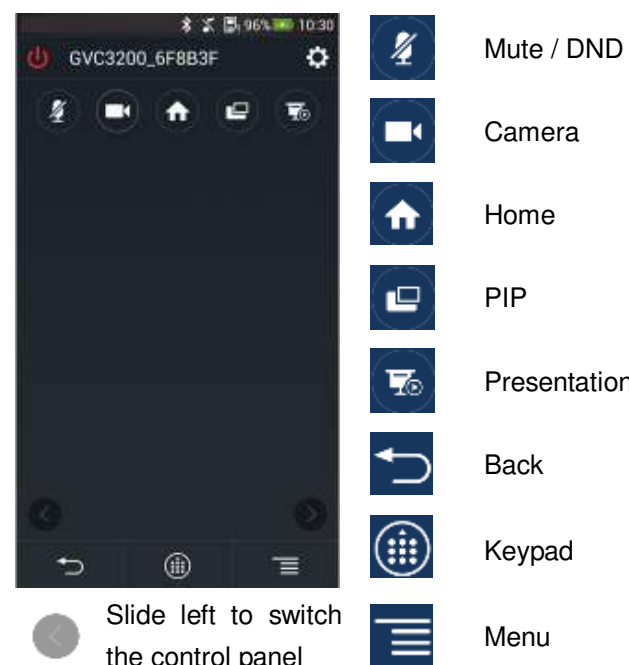 96% 10:30
GVC3200_6F8B3F
Mute / DND
Camera
Home
PIP
Presentation
Back
Keypad
Slide left to switch
the control panel
Menu